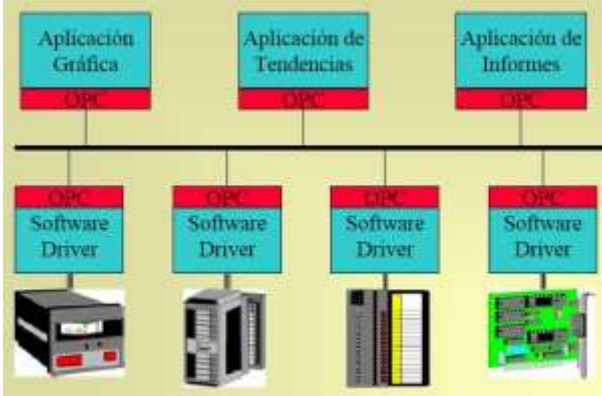 Aplicación
Gráfica
OPC
Aplicación de
Tendencias
OPC
Aplicación de
Informes
OPC
OPC
Software
Driver
OPC
Software
Driver
OPC
Software
Driver
OPC
Software
Driver